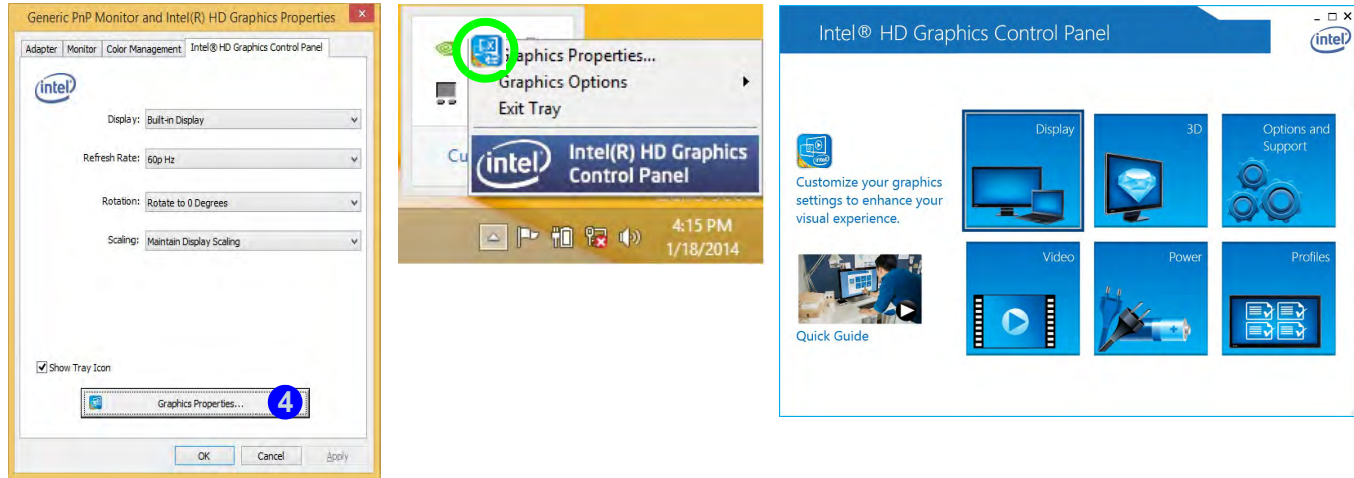 Generic PnP Monitor and Intel(R) HD Graphics Properties
Adapter Monitor Color Management Intel® HD Graphics Control Panel
intel
Display: Built-in Display
Refresh Rate: 60p Hz
Rotation: Rotate to 0 Degrees
Scaling: Maintain Display Scaling
Show Tray Icon
Graphics Properties... 4
OK Cancel Apply
raphics Properties...
Graphics Options
Exit Tray
Cu
intel Intel(R) HD Graphics
Control Panel
4:15 PM
1/18/2014
Intel® HD Graphics Control Panel
intel
Customize your graphics
settings to enhance your
visual experience.
Quick Guide
Display
3D
Options and
Support
Video
Power
Profiles